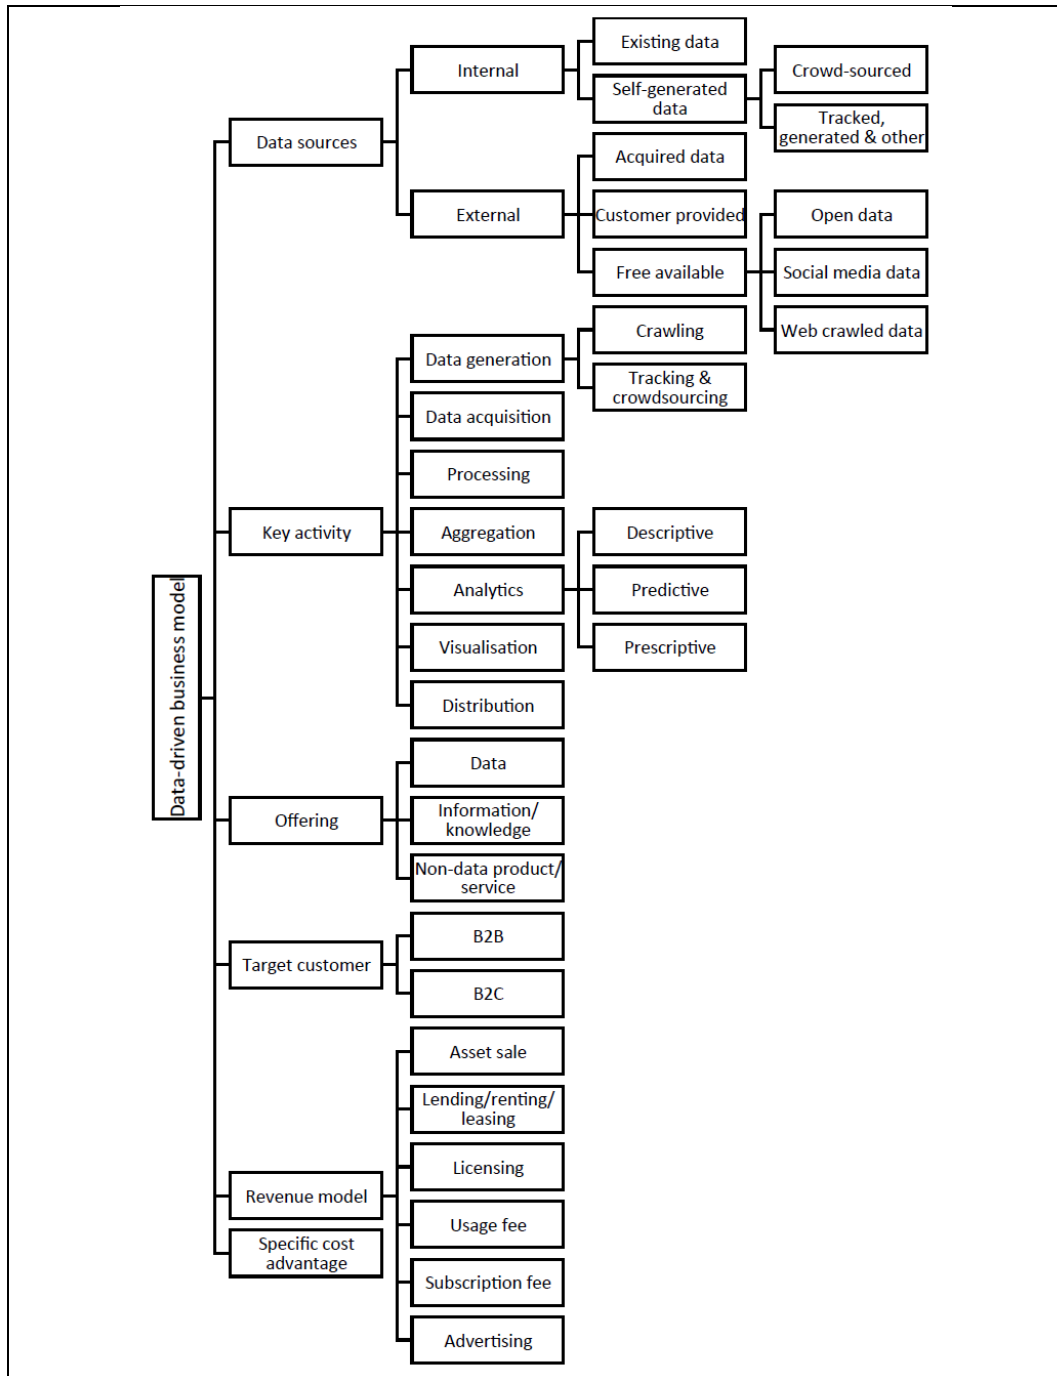 Existing data
Internal
Crowd-sourced
Self-generated
data
Tracked,
generated & other
Data sources
Acquired data
External
Customer provided
Open data
Free available
Social media data
Crawling
Web crawled data
Data generation
Tracking &
crowdsourcing
Data acquisition
Processing
Key activity
Aggregation
Descriptive
Analytics
Predictive
Visualisation
Prescriptive
Data-driven business model
Distribution
Data
Offering
Information/
knowledge
Non-data product/
service
B2B
Target customer
B2C
Asset sale
Lending/renting/
leasing
Licensing
Revenue model
Usage fee
Specific cost
advantage
Subscription fee
Advertising